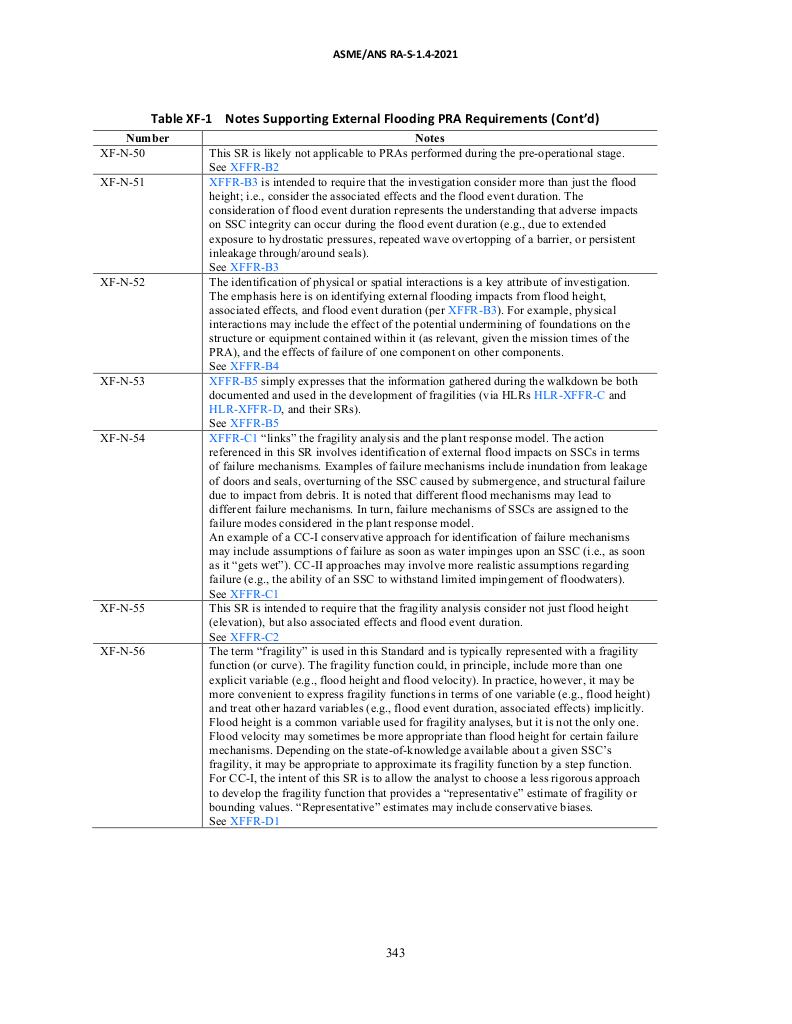 ASME/ANS RA-S-1.4-2021
Table XF-1 Notes Supporting External Flooding PRA Requirements (Cont'd)
Number Notes
XF-N-50 This SR is likely not applicable to PRAs performed during the pre-operational stage.
See XFFR-B2
XF-N-51 XFFR-B3 is intended to require that the investigation consider more than just the flood
height; i.e., consider the associated effects and the flood event duration. The
consideration of flood event duration represents the understanding that adverse impacts
on SSC integrity can occur during the flood event duration (e.g., due to extended
exposure to hydrostatic pressures, repeated wave overtopping of a barrier, or persistent
inleakage through/around seals).
See XFFR-B3
XF-N-52 The identification of physical or spatial interactions is a key attribute of investigation.
The emphasis here is on identifying external flooding impacts from flood height,
associated effects, and flood event duration (per XFFR-B3). For example, physical
interactions may include the effect of the potential undermining of foundations on the
structure or equipment contained within it (as relevant, given the mission times of the
PRA), and the effects of failure of one component on other components.
See XFFR-B4
XF-N-53 XFFR-B5 simply expresses that the information gathered during the walkdown be both
documented and used in the development of fragilities (via HLRs HLR-XFFR-C and
HLR-XFFR-D, and their SRs).
See XFFR-B5
XF-N-54 XFFR-C1 “links” the fragility analysis and the plant response model. The action
referenced in this SR involves identification of external flood impacts on SSCs in terms
of failure mechanisms. Examples of failure mechanisms include inundation from leakage
of doors and seals, overturning of the SSC caused by submergence, and structural failure
due to impact from debris. It is noted that different flood mechanisms may lead to
different failure mechanisms. In turn, failure mechanisms of SSCs are assigned to the
failure modes considered in the plant response model.
An example of a CC-I conservative approach for identification of failure mechanisms
may include assumptions of failure as soon as water impinges upon an SSC (i.e., as soon
as it “gets wet”). CC-II approaches may involve more realistic assumptions regarding
failure (e.g., the ability of an SSC to withstand limited impingement of floodwaters).
See XFFR-C1
XF-N-55 This SR is intended to require that the fragility analysis consider not just flood height
(elevation), but also associated effects and flood event duration.
See XFFR-C2
XF-N-56 The term “fragility” is used in this Standard and is typically represented with a fragility
function (or curve). The fragility function could, in principle, include more than one
explicit variable (e.g., flood height and flood velocity). In practice, however, it may be
more convenient to express fragility functions in terms of one variable (e.g., flood height)
and treat other hazard variables (e.g., flood event duration, associated effects) implicitly.
Flood height is a common variable used for fragility analyses, but it is not the only one.
Flood velocity may sometimes be more appropriate than flood height for certain failure
mechanisms. Depending on the state-of-knowledge available about a given SSC's
fragility, it may be appropriate to approximate its fragility function by a step function.
For CC-I, the intent of this SR is to allow the analyst to choose a less rigorous approach
to develop the fragility function that provides a “representative” estimate of fragility or
bounding values. “Representative” estimates may include conservative biases.
See XFFR-D1
343